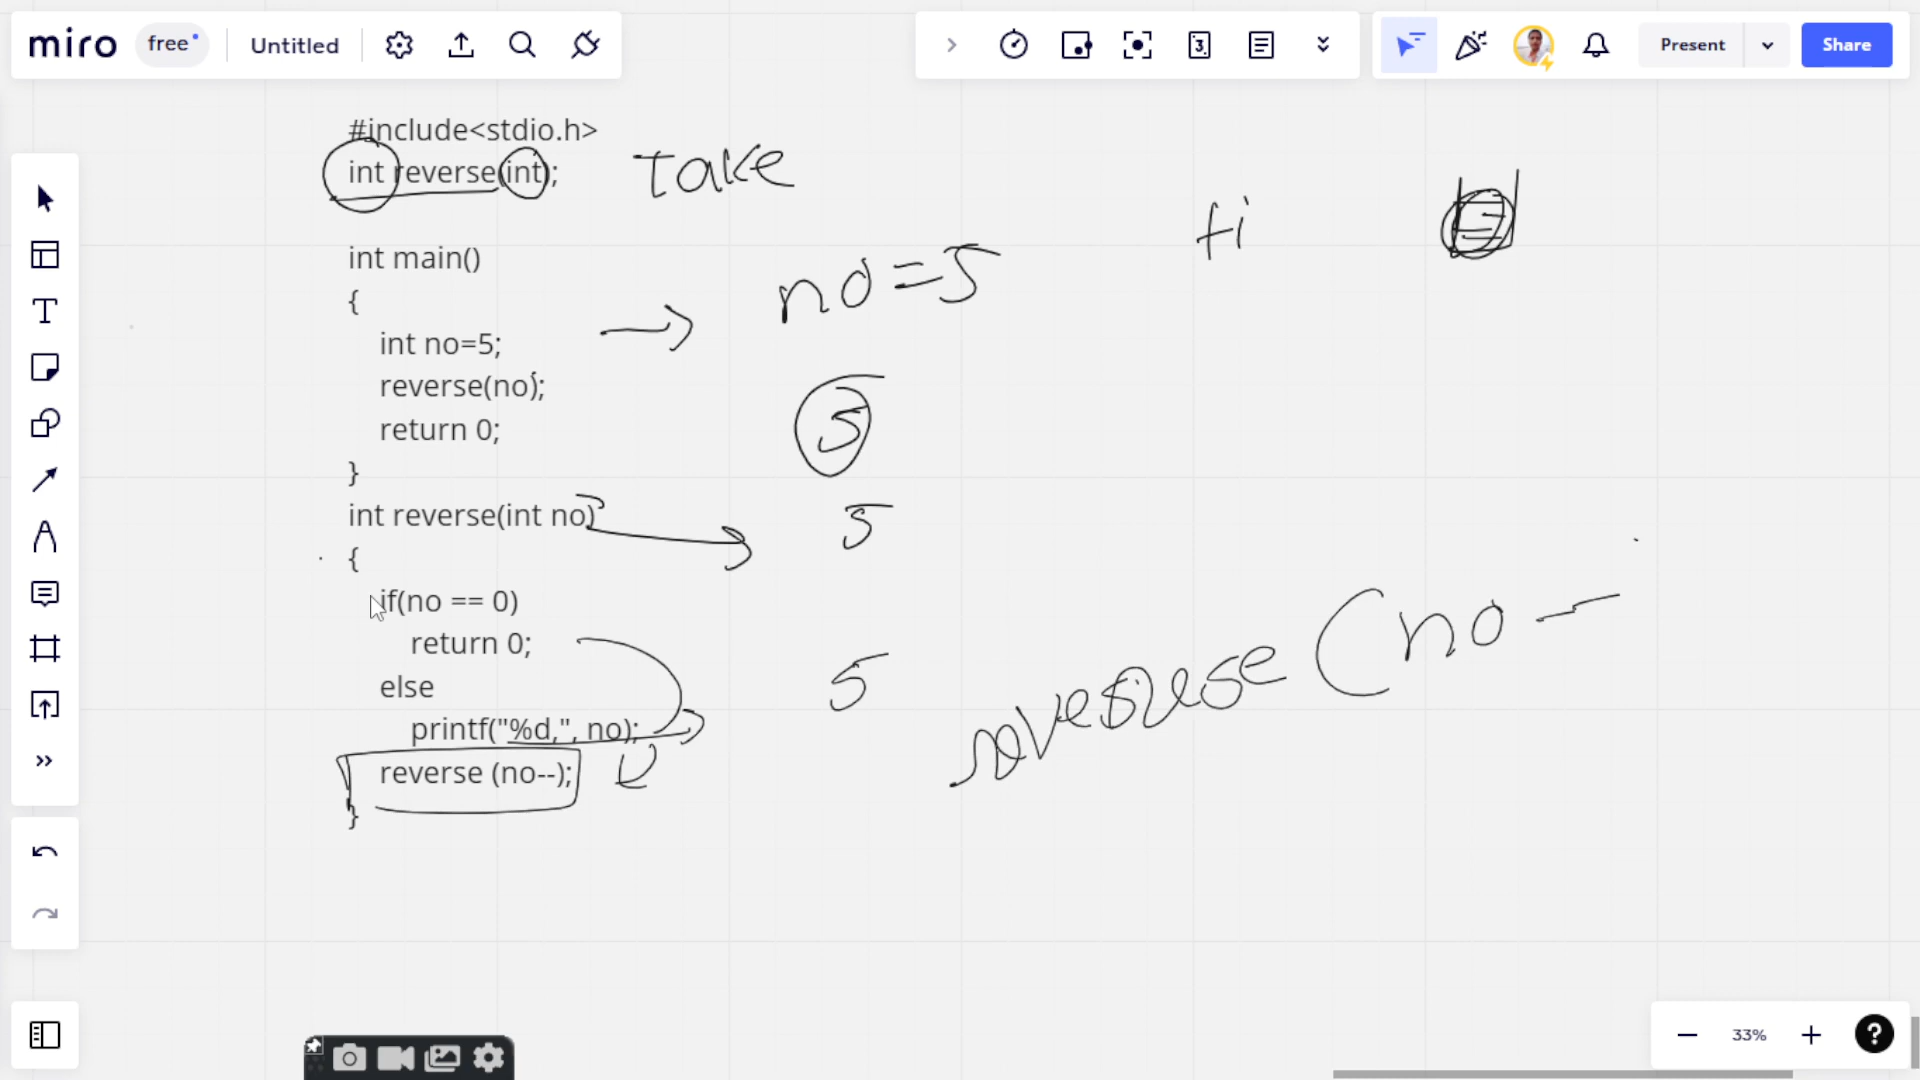 miro free Untitled Present Share
#include<stdio.h>
int reverse(int); Take
fi
int main()
no=5
{
int no=5;
reverse(no);
return 0;
5
}
int reverse(int no)
5
{
if(no == 0)
return 0;
else
5
printf("%d,", no);
reverse (no--);
(no -
}
33%